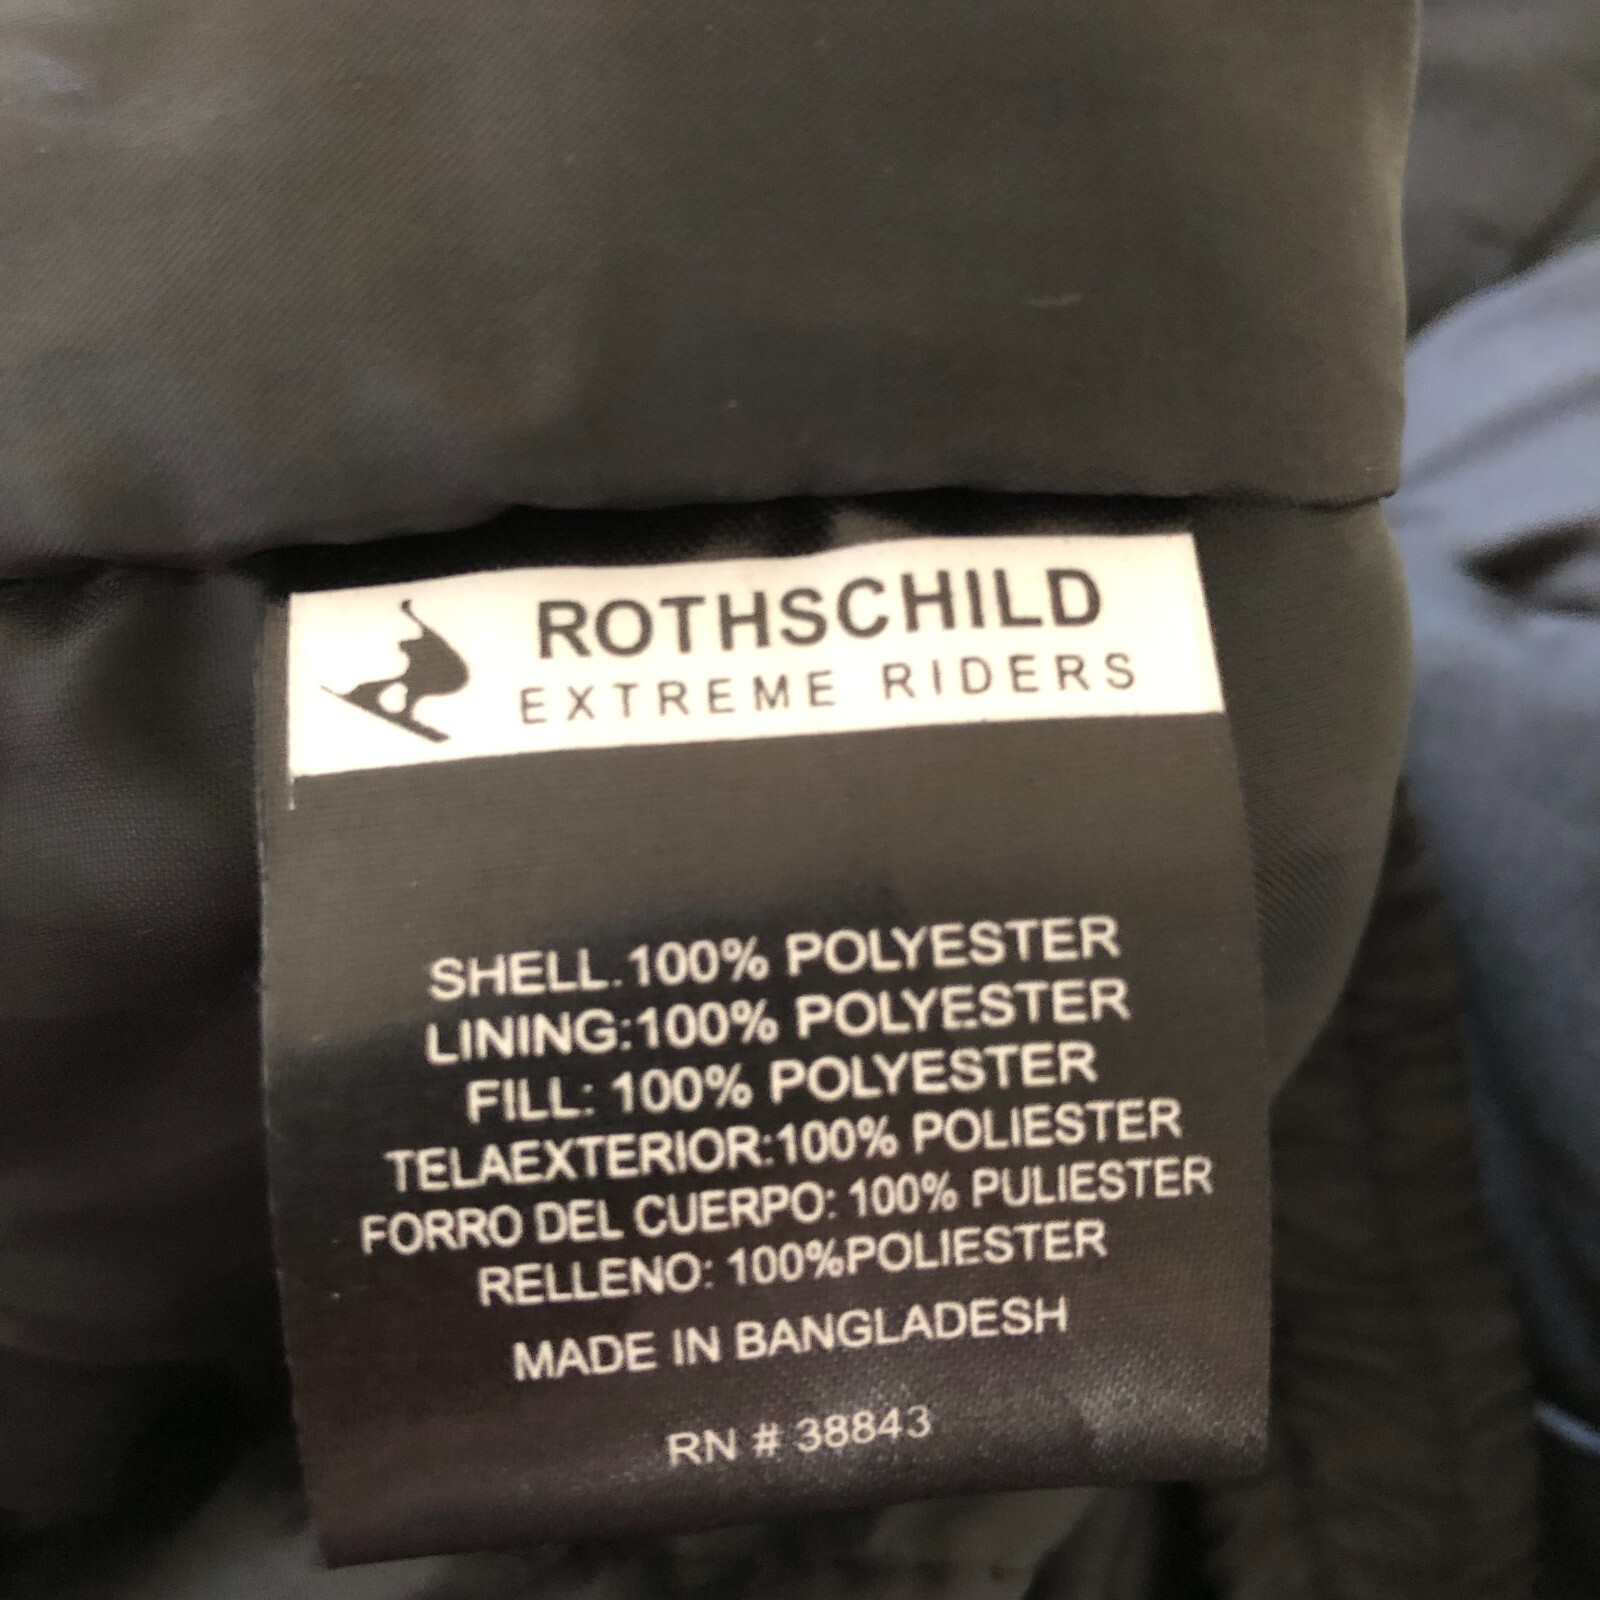 ROTHSCHILD
EXTREME RIDERS
SHELL.100% POLYESTER
LINING:100% POLYESTER
FILL: 100% POLYESTER
TELAEXTERIOR:100% POLIESTER
FORRO DEL CUERPO: 100% PULIESTER
RELLENO: 100%POLIESTER
MADE IN BANGLADESH
RN # 38843